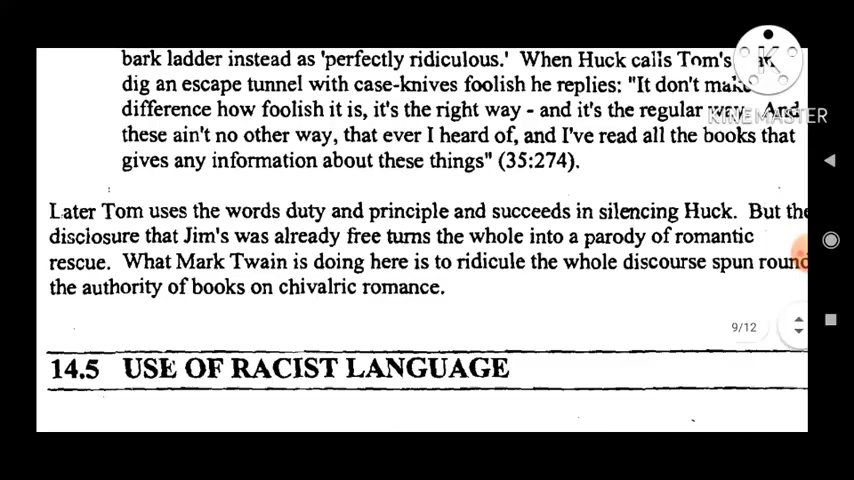 bark ladder instead as 'perfectly ridiculous.' When Huck calls Tom's
dig an escape tunnel with case-knives foolish he replies: "It don't make
difference how foolish it is, it's the right way - and it's the regular way. And
these ain't no other way, that ever I heard of, and I've read all the books that
gives any information about these things" (35:274).
Later Tom uses the words duty and principle and succeeds in silencing Huck. But the
disclosure that Jim's was already free turns the whole into a parody of romantic
rescue. What Mark Twain is doing here is to ridicule the whole discourse spun round
the authority of books on chivalric romance.
9/12
14.5 USE OF RACIST LANGUAGE
K
KINEMASTER